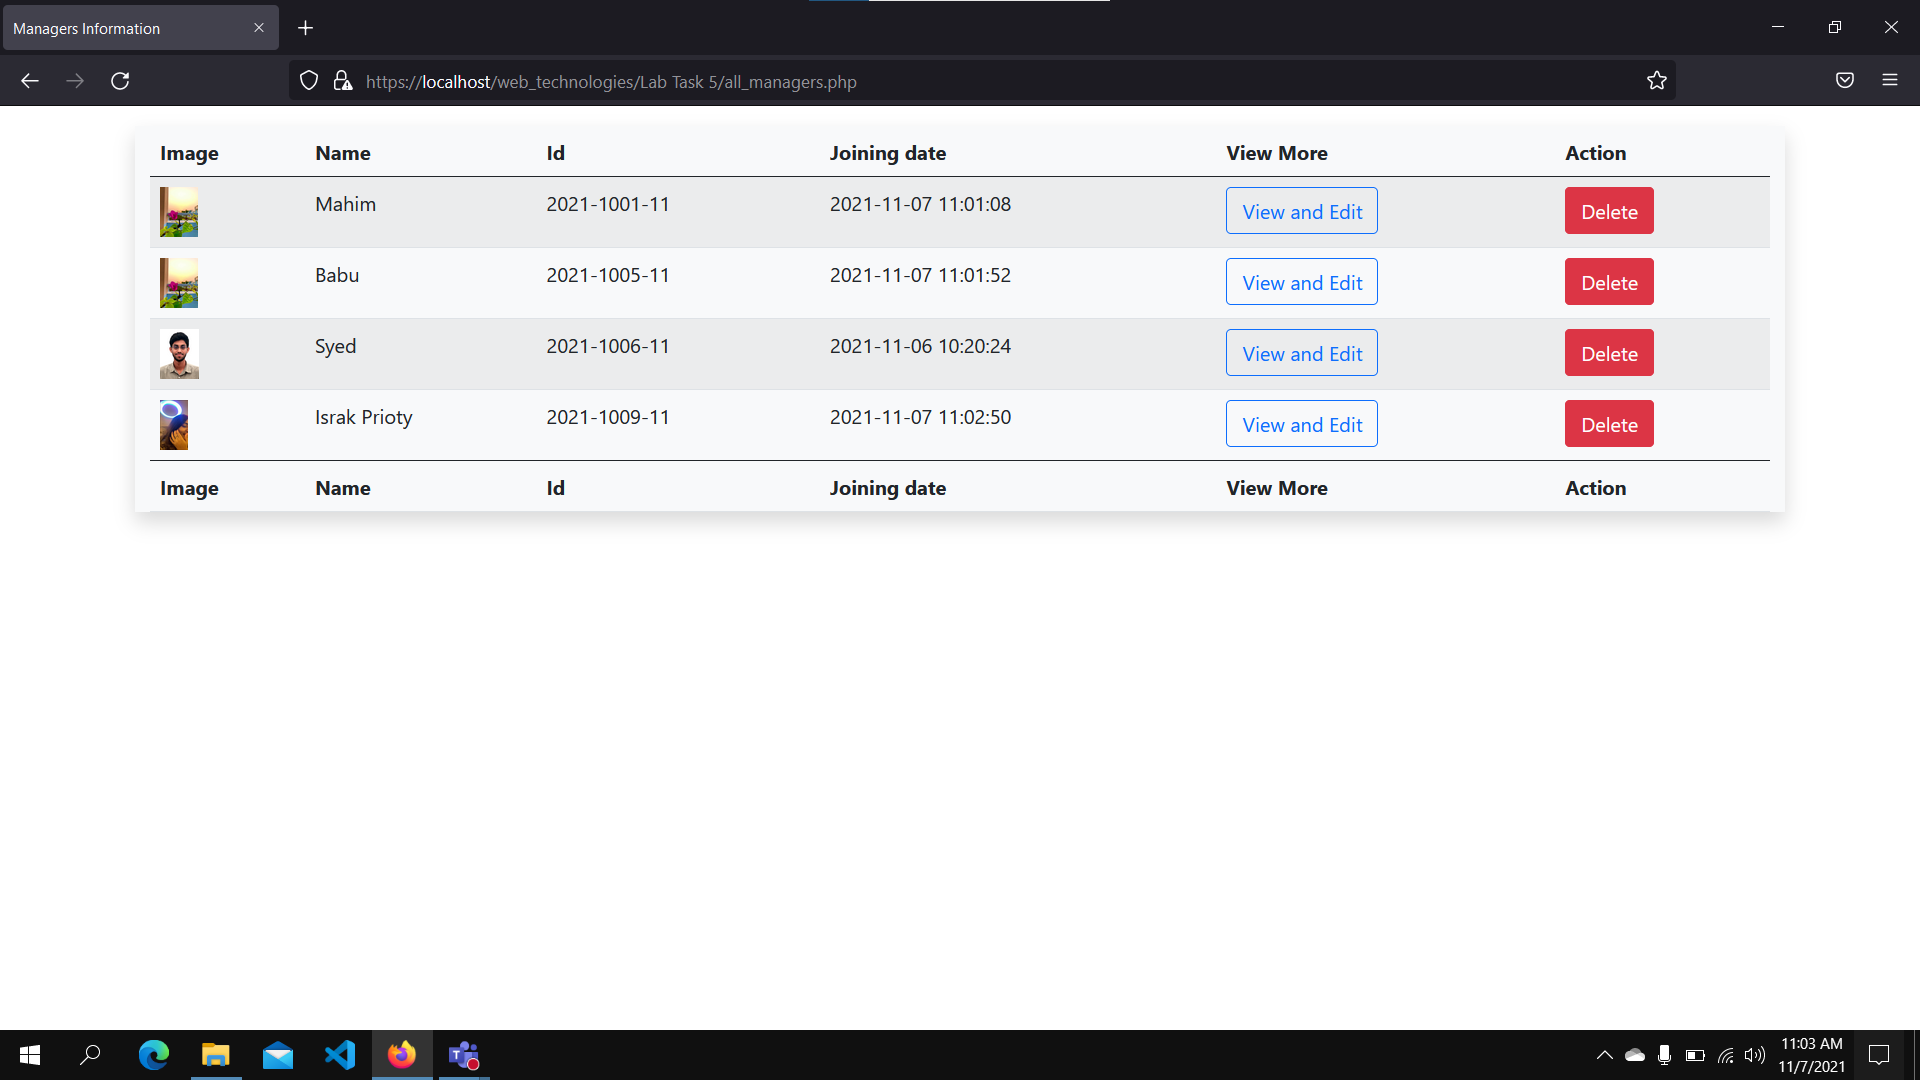 Managers Information
https://localhost/web_technologies/Lab Task 5/all_managers.php
Image Name Id Joining date View More Action
Mahim 2021-1001-11 2021-11-07 11:01:08 View and Edit Delete
Babu 2021-1005-11 2021-11-07 11:01:52 View and Edit Delete
Syed 2021-1006-11 2021-11-06 10:20:24 View and Edit Delete
Israk Prioty 2021-1009-11 2021-11-07 11:02:50 View and Edit Delete
Image Name Id Joining date View More Action
11:03 AM
11/7/2021